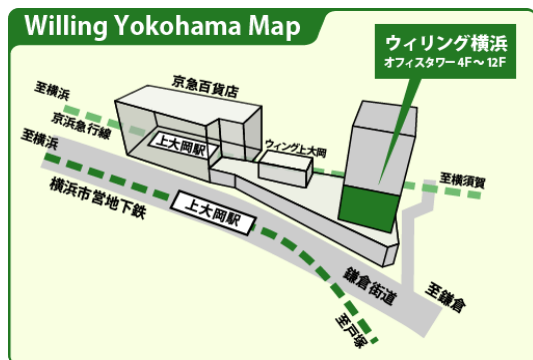 Willing Yokohama Map
ウィリング横浜
オフィスタワー4F〜12F
京急百貨店
至横浜
京浜急行線
上大岡駅
ウィング上大岡
至横浜
至横須賀
横浜市営地下鉄
上大岡駅
鎌倉街道
至鎌倉
至戸塚